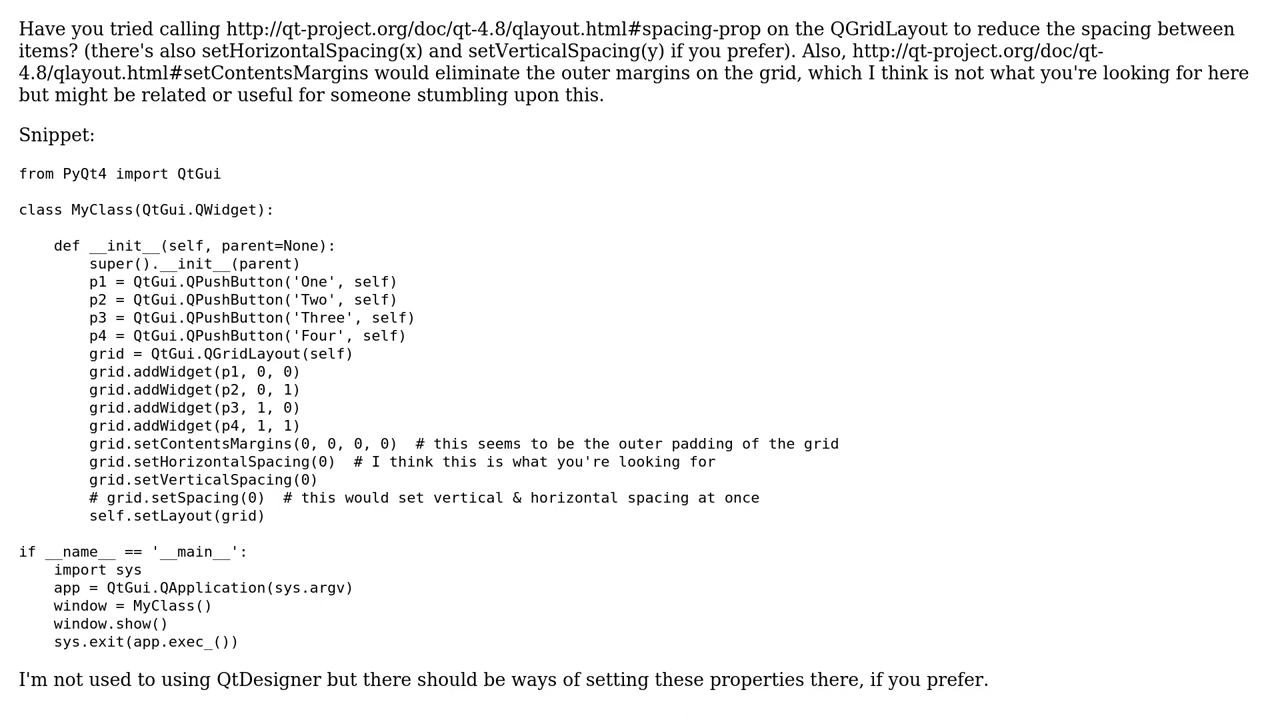 Have you tried calling http://qt-project.org/doc/qt-4.8/qlayout.html#spacing-prop on the QGridLayout to reduce the spacing between
items? (there's also setHorizontalSpacing(x) and setVerticalSpacing(y) if you prefer). Also, http://qt-project.org/doc/qt-
4.8/qlayout.html#setContentsMargins would eliminate the outer margins on the grid, which I think is not what you're looking for here
but might be related or useful for someone stumbling upon this.

Snippet:

from PyQt4 import QtGui

class MyClass(QtGui.QWidget):

    def __init__(self, parent=None):
        super().__init__(parent)
        p1 = QtGui.QPushButton('One', self)
        p2 = QtGui.QPushButton('Two', self)
        p3 = QtGui.QPushButton('Three', self)
        p4 = QtGui.QPushButton('Four', self)
        grid = QtGui.QGridLayout(self)
        grid.addWidget(p1, 0, 0)
        grid.addWidget(p2, 0, 1)
        grid.addWidget(p3, 1, 0)
        grid.addWidget(p4, 1, 1)
        grid.setContentsMargins(0, 0, 0, 0)  # this seems to be the outer padding of the grid
        grid.setHorizontalSpacing(0)  # I think this is what you're looking for
        grid.setVerticalSpacing(0)
        # grid.setSpacing(0)  # this would set vertical & horizontal spacing at once
        self.setLayout(grid)

if __name__ == '__main__':
    import sys
    app = QtGui.QApplication(sys.argv)
    window = MyClass()
    window.show()
    sys.exit(app.exec_())

I'm not used to using QtDesigner but there should be ways of setting these properties there, if you prefer.